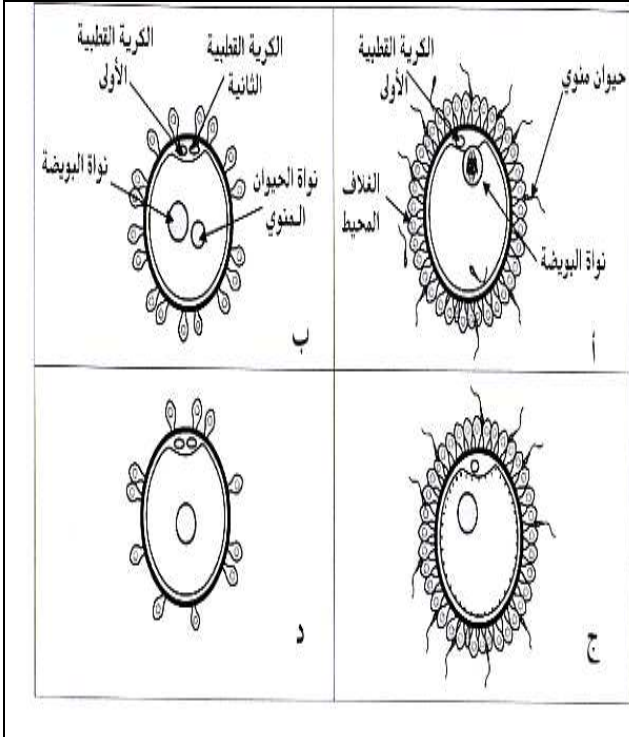 الكرية القطبية
الأولى
حيوان منوي
الغلاف
المحيط
نواة البويضة
أ
الكرية القطبية
الأولى
الكرية القطبية
الثانية
نواة البويضة
نواة الحيوان
المنوي
ب
ج
د